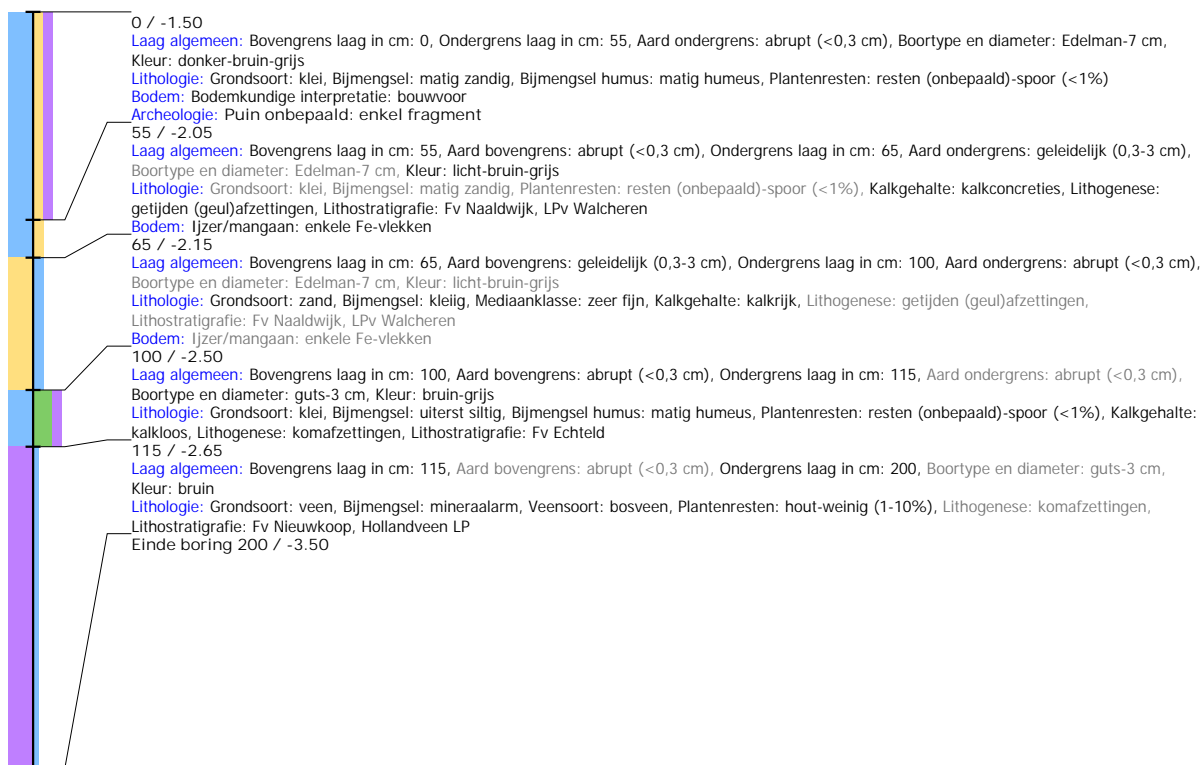 0 / -1.50
Laag algemeen: Bovengrens laag in cm: 0, Ondergrens laag in cm: 55, Aard ondergrens: abrupt (<0,3 cm), Boortype en diameter: Edelman-7 cm,
Kleur: donker-bruin-grijs
Lithologie: Grondsoort: klei, Bijmengsel: matig zandig, Bijmengsel humus: matig humeus, Plantenresten: resten (onbepaald)-spoor (<1%)
Bodem: Bodemkundige interpretatie: bouwvoor
Archeologie: Puin onbepaald: enkel fragment
55 / -2.05
Laag algemeen: Bovengrens laag in cm: 55, Aard bovengrens: abrupt (<0,3 cm), Ondergrens laag in cm: 65, Aard ondergrens: geleidelijk (0,3-3 cm),
Boortype en diameter: Edelman-7 cm, Kleur: licht-bruin-grijs
Lithologie: Grondsoort: klei, Bijmengsel: matig zandig, Plantenresten: resten (onbepaald)-spoor (<1%), Kalkgehalte: kalkconcreties, Lithogenese:
getijden (geul)afzettingen, Lithostratigrafie: Fv Naaldwijk, LPv Walcheren
Bodem: Ijzer/mangaan: enkele Fe-vlekken
65 / -2.15
Laag algemeen: Bovengrens laag in cm: 65, Aard bovengrens: geleidelijk (0,3-3 cm), Ondergrens laag in cm: 100, Aard ondergrens: abrupt (<0,3 cm),
Boortype en diameter: Edelman-7 cm, Kleur: licht-bruin-grijs
Lithologie: Grondsoort: zand, Bijmengsel: kleiig, Mediaanklasse: zeer fijn, Kalkgehalte: kalkrijk, Lithogenese: getijden (geul)afzettingen,
Lithostratigrafie: Fv Naaldwijk, LPv Walcheren
Bodem: Ijzer/mangaan: enkele Fe-vlekken
100 / -2.50
Laag algemeen: Bovengrens laag in cm: 100, Aard bovengrens: abrupt (<0,3 cm), Ondergrens laag in cm: 115, Aard ondergrens: abrupt (<0,3 cm),
Boortype en diameter: guts-3 cm, Kleur: bruin-grijs
Lithologie: Grondsoort: klei, Bijmengsel: uiterst siltig, Bijmengsel humus: matig humeus, Plantenresten: resten (onbepaald)-spoor (<1%), Kalkgehalte:
kalkloos, Lithogenese: komafzettingen, Lithostratigrafie: Fv Echteld
115 / -2.65
Laag algemeen: Bovengrens laag in cm: 115, Aard bovengrens: abrupt (<0,3 cm), Ondergrens laag in cm: 200, Boortype en diameter: guts-3 cm,
Kleur: bruin
Lithologie: Grondsoort: veen, Bijmengsel: mineraalarm, Veensoort: bosveen, Plantenresten: hout-weinig (1-10%), Lithogenese: komafzettingen,
Lithostratigrafie: Fv Nieuwkoop, Hollandveen LP
Einde boring 200 / -3.50